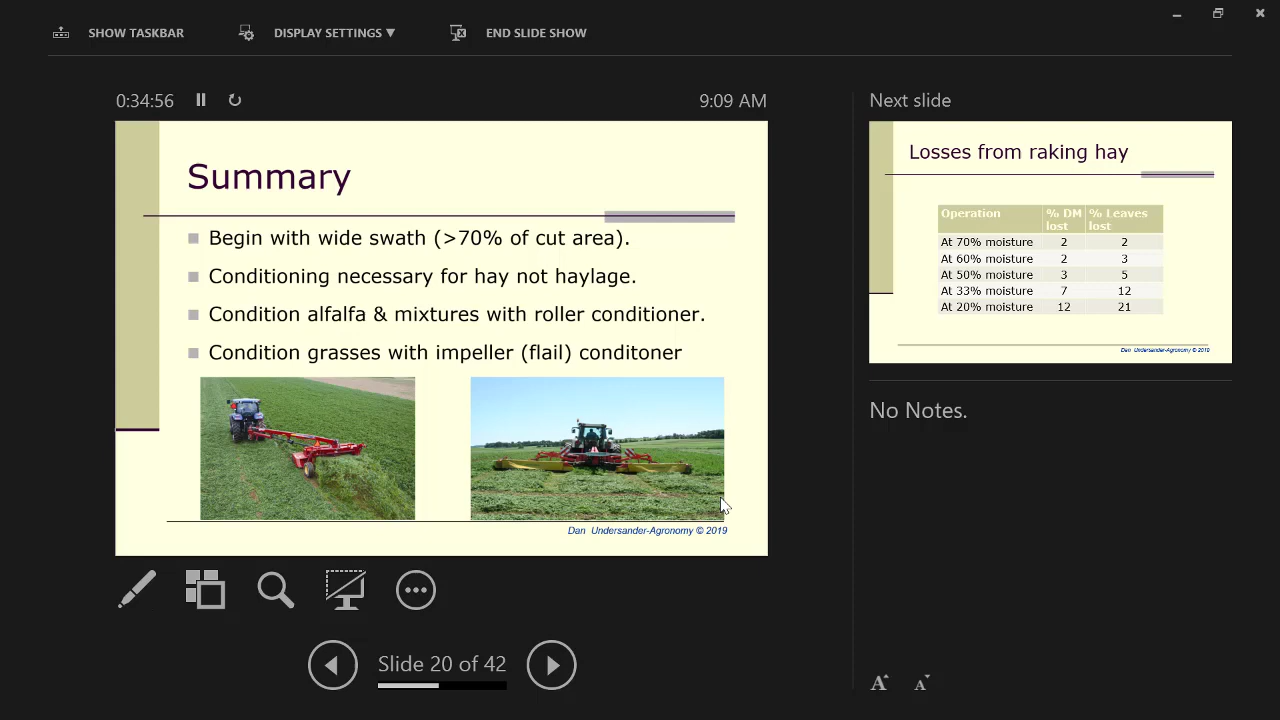 SHOW TASKBAR
DISPLAY SETTINGS ▼
END SLIDE SHOW
0:34:56
9:09 AM
Summary
Begin with wide swath (>70% of cut area).
Conditioning necessary for hay not haylage.
Condition alfalfa & mixtures with roller conditioner.
Condition grasses with impeller (flail) conditoner
Dan Undersander-Agronomy © 2019
Slide 20 of 42
Next slide
Losses from raking hay
Operation % DM lost % Leaves lost
At 70% moisture 2 2
At 60% moisture 2 3
At 50% moisture 3 5
At 33% moisture 7 12
At 20% moisture 12 21
Dan Undersander-Agronomy © 2019
No Notes.
A A